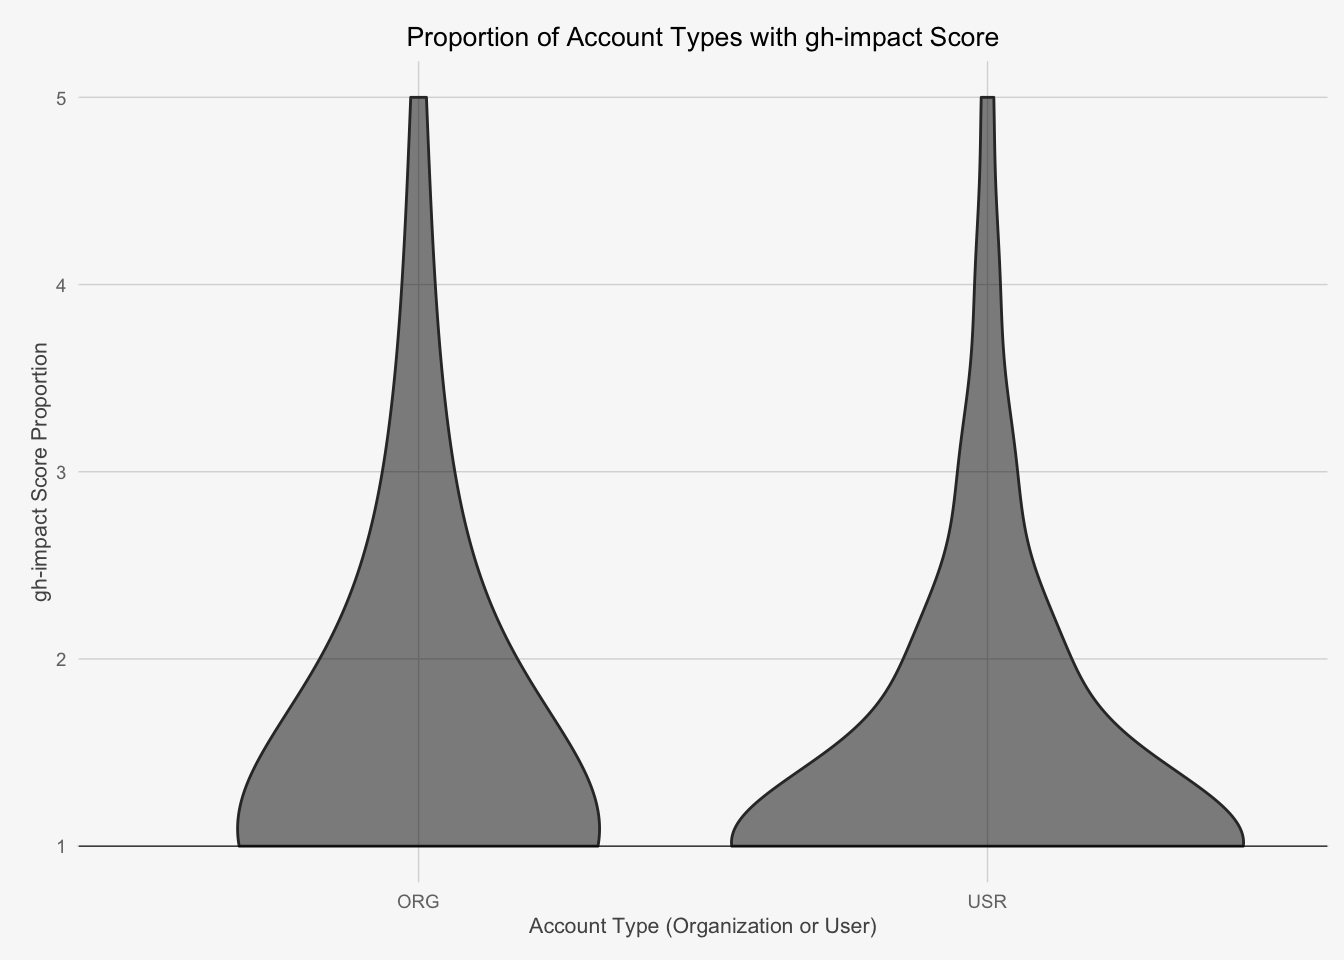 Proportion of Account Types with gh-impact Score
gh-impact Score Proportion
5
4
3
2
1
ORG
USR
Account Type (Organization or User)